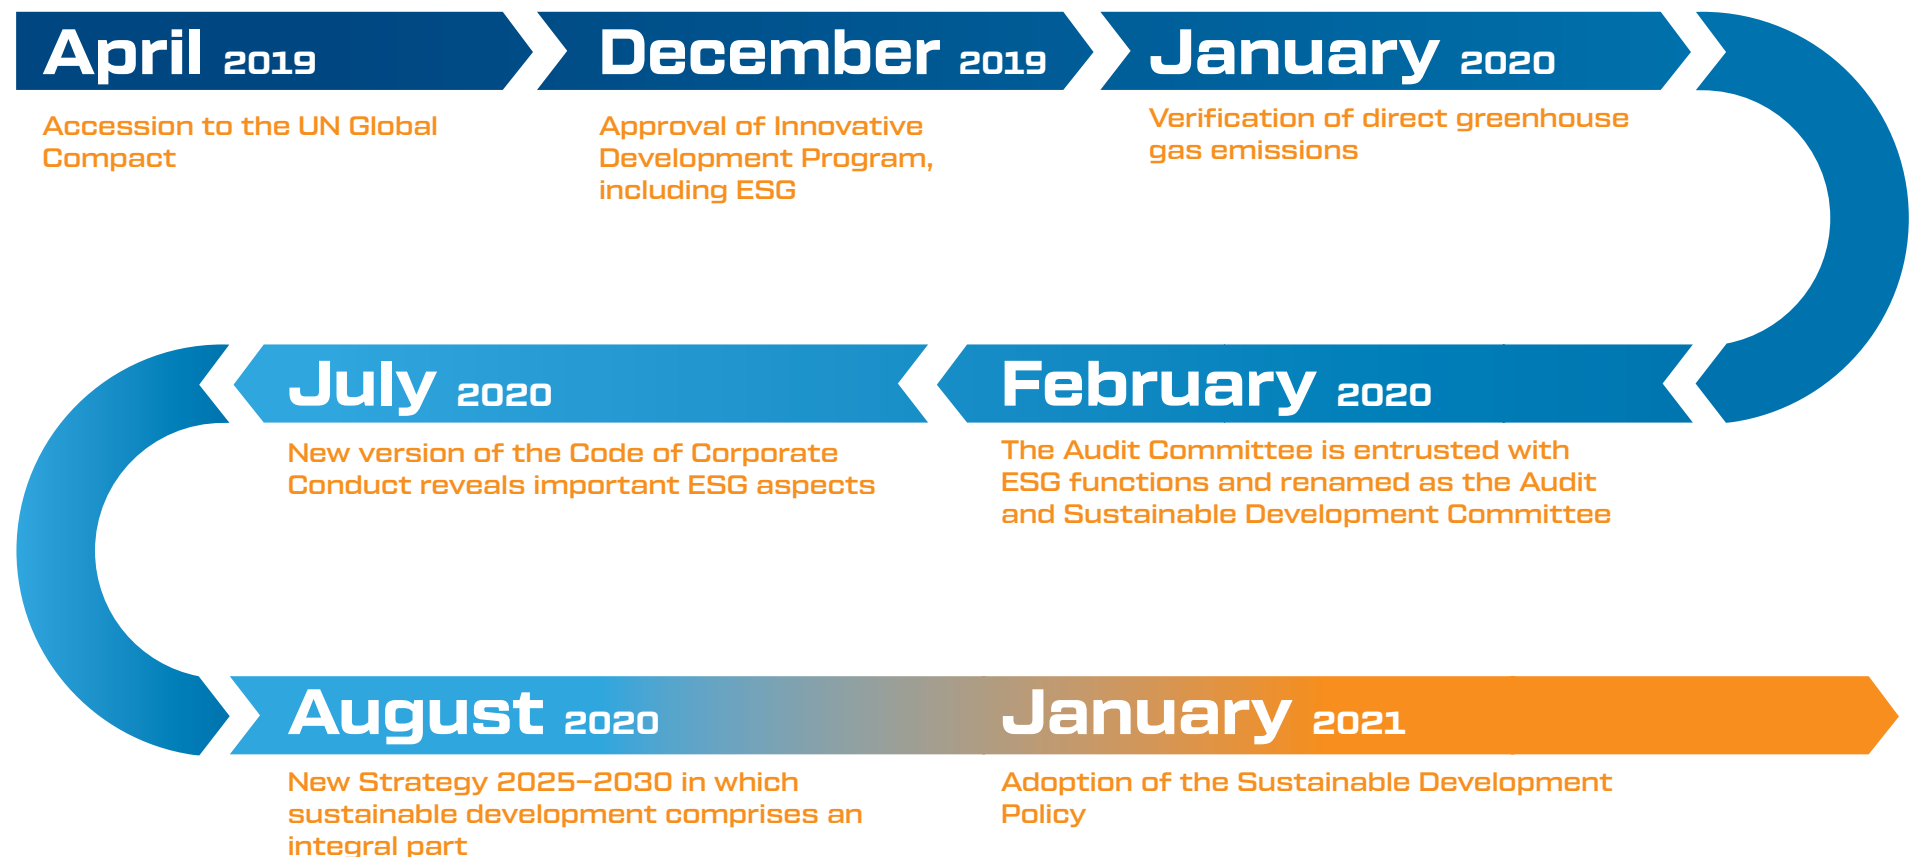 April 2019
Accession to the UN Global
Compact
December 2019
Approval of Innovative
Development Program,
including ESG
January 2020
Verification of direct greenhouse
gas emissions
February 2020
The Audit Committee is entrusted with
ESG functions and renamed as the Audit
and Sustainable Development Committee
July 2020
New version of the Code of Corporate
Conduct reveals important ESG aspects
August 2020
New Strategy 2025–2030 in which
sustainable development comprises an
integral part
January 2021
Adoption of the Sustainable Development
Policy